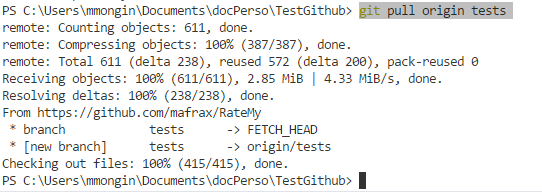 PS C:\Users\mmongin\Documents\docPerso\TestGithub> git pull origin tests
remote: Counting objects: 611, done.
remote: Compressing objects: 100% (387/387), done.
remote: Total 611 (delta 238), reused 572 (delta 200), pack-reused 0
Receiving objects: 100% (611/611), 2.85 MiB | 4.33 MiB/s, done.
Resolving deltas: 100% (238/238), done.
From https://github.com/mafrax/RateMy
 * branch            tests      -> FETCH_HEAD
 * [new branch]      tests      -> origin/tests
Checking out files: 100% (415/415), done.
PS C:\Users\mmongin\Documents\docPerso\TestGithub>